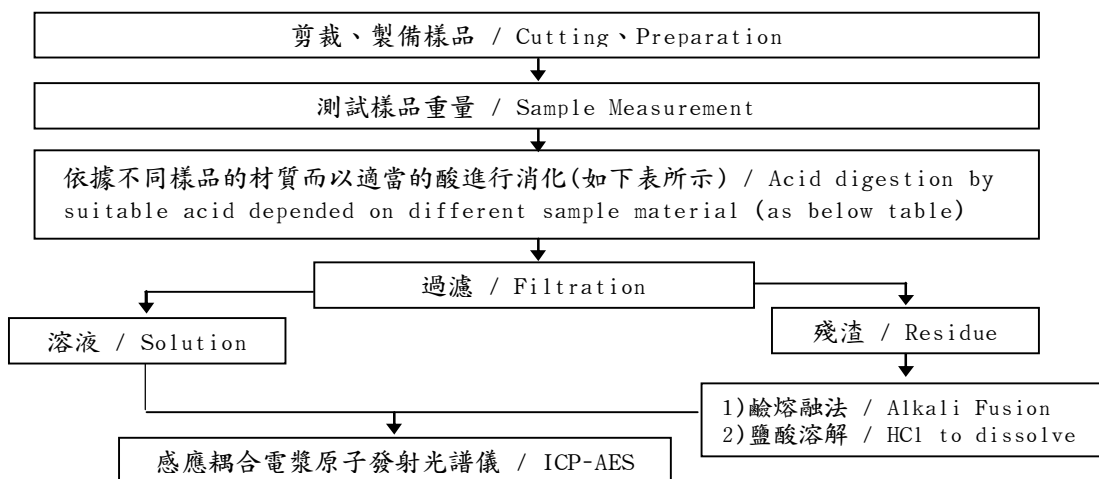 剪裁、製備樣品 / Cutting、Preparation
測試樣品重量 / Sample Measurement
依據不同樣品的材質而以適當的酸進行消化(如下表所示) / Acid digestion by
suitable acid depended on different sample material (as below table)
過濾 / Filtration
溶液 / Solution
殘渣 / Residue
1)鹼熔融法 / Alkali Fusion
2)鹽酸溶解 / HCl to dissolve
感應耦合電漿原子發射光譜儀 / ICP-AES